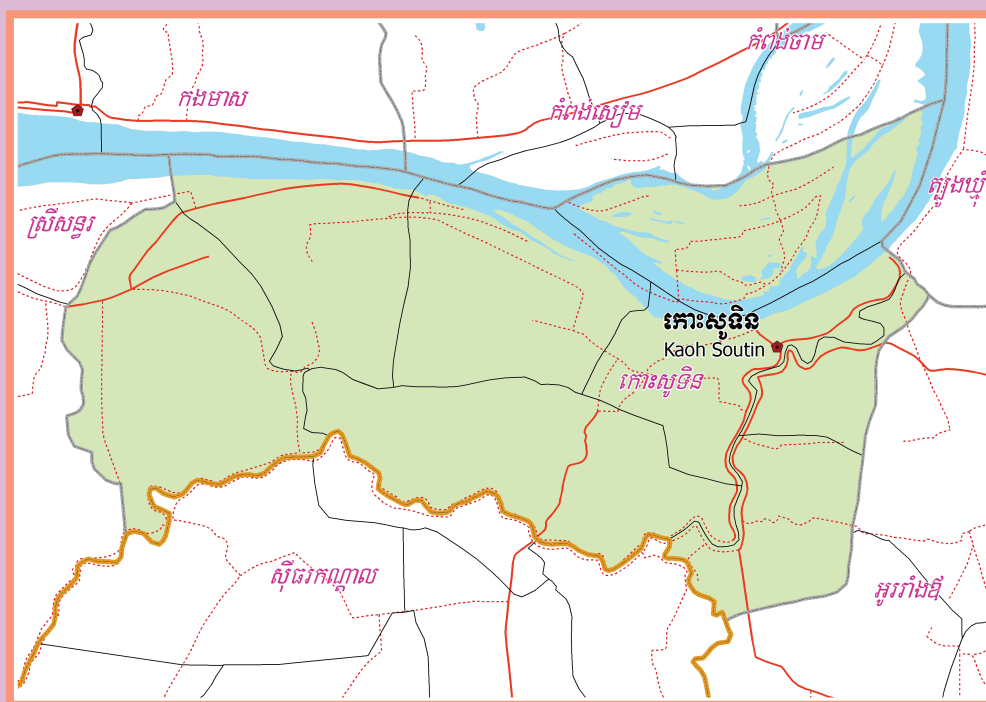 កំពង់ចាម
កងមាស
កំពង់សៀម
ត្បូងឃ្មុំ
ស្រីសន្ធរ
កោះសូទិន
Kaoh Soutin
កោះសូទិន
ស៊ីធរកណ្ដាល
អូររាំងឪ